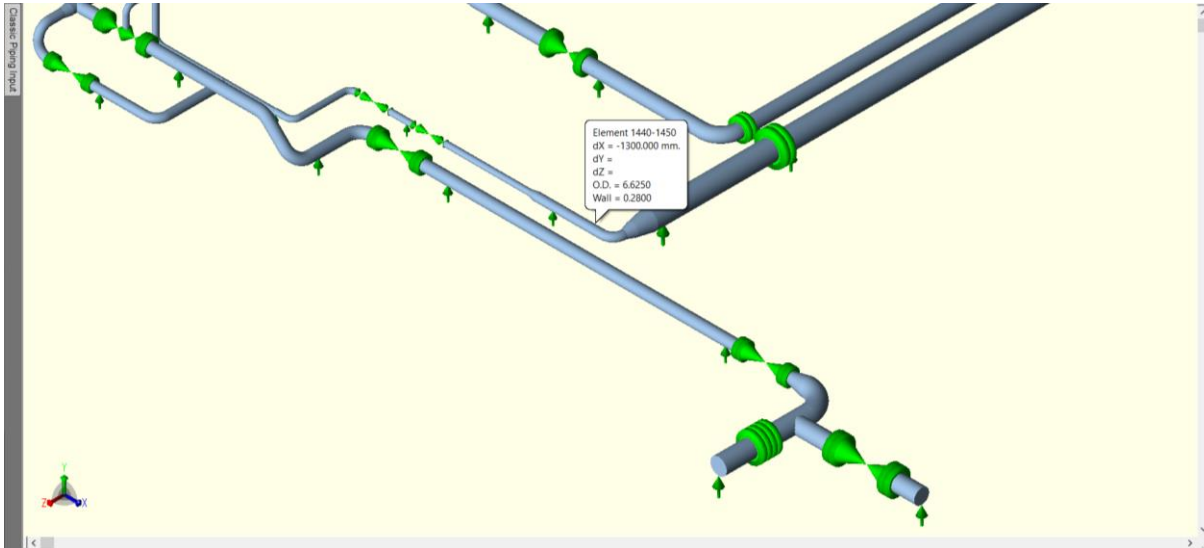 Classic Piping Input
Element 1440-1450
dX = -1300.000 mm.
dY =
dZ =
O.D. = 6.6250
Wall = 0.2800
Y
Z
X